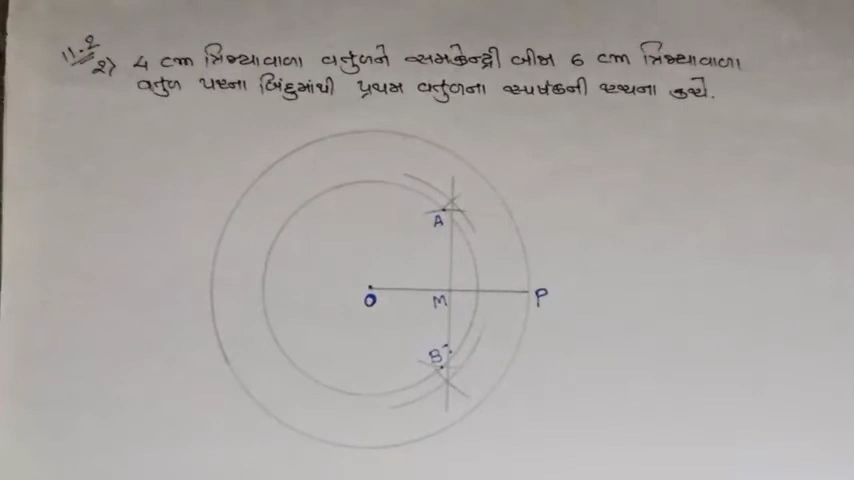 11.2
2) 4 cm ત્રિજ્યાવાળા વર્તુળને સમકેન્દ્રી બીજા 6 cm ત્રિજ્યાવાળા
વર્તુળ પરના બિંદુમાંથી પ્રથમ વર્તુળના સ્પર્શકની રચના કરો.
A
O M P
B